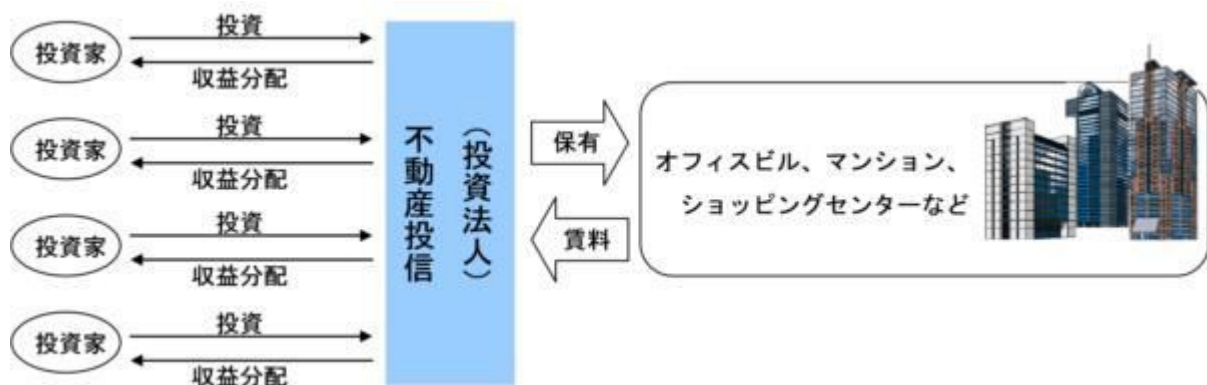 投資家
投資
収益分配
投資家
投資
収益分配
投資家
投資
収益分配
投資家
投資
収益分配
不動産投信
（投資法人）
保有
賃料
オフィスビル、マンション、
ショッピングセンターなど